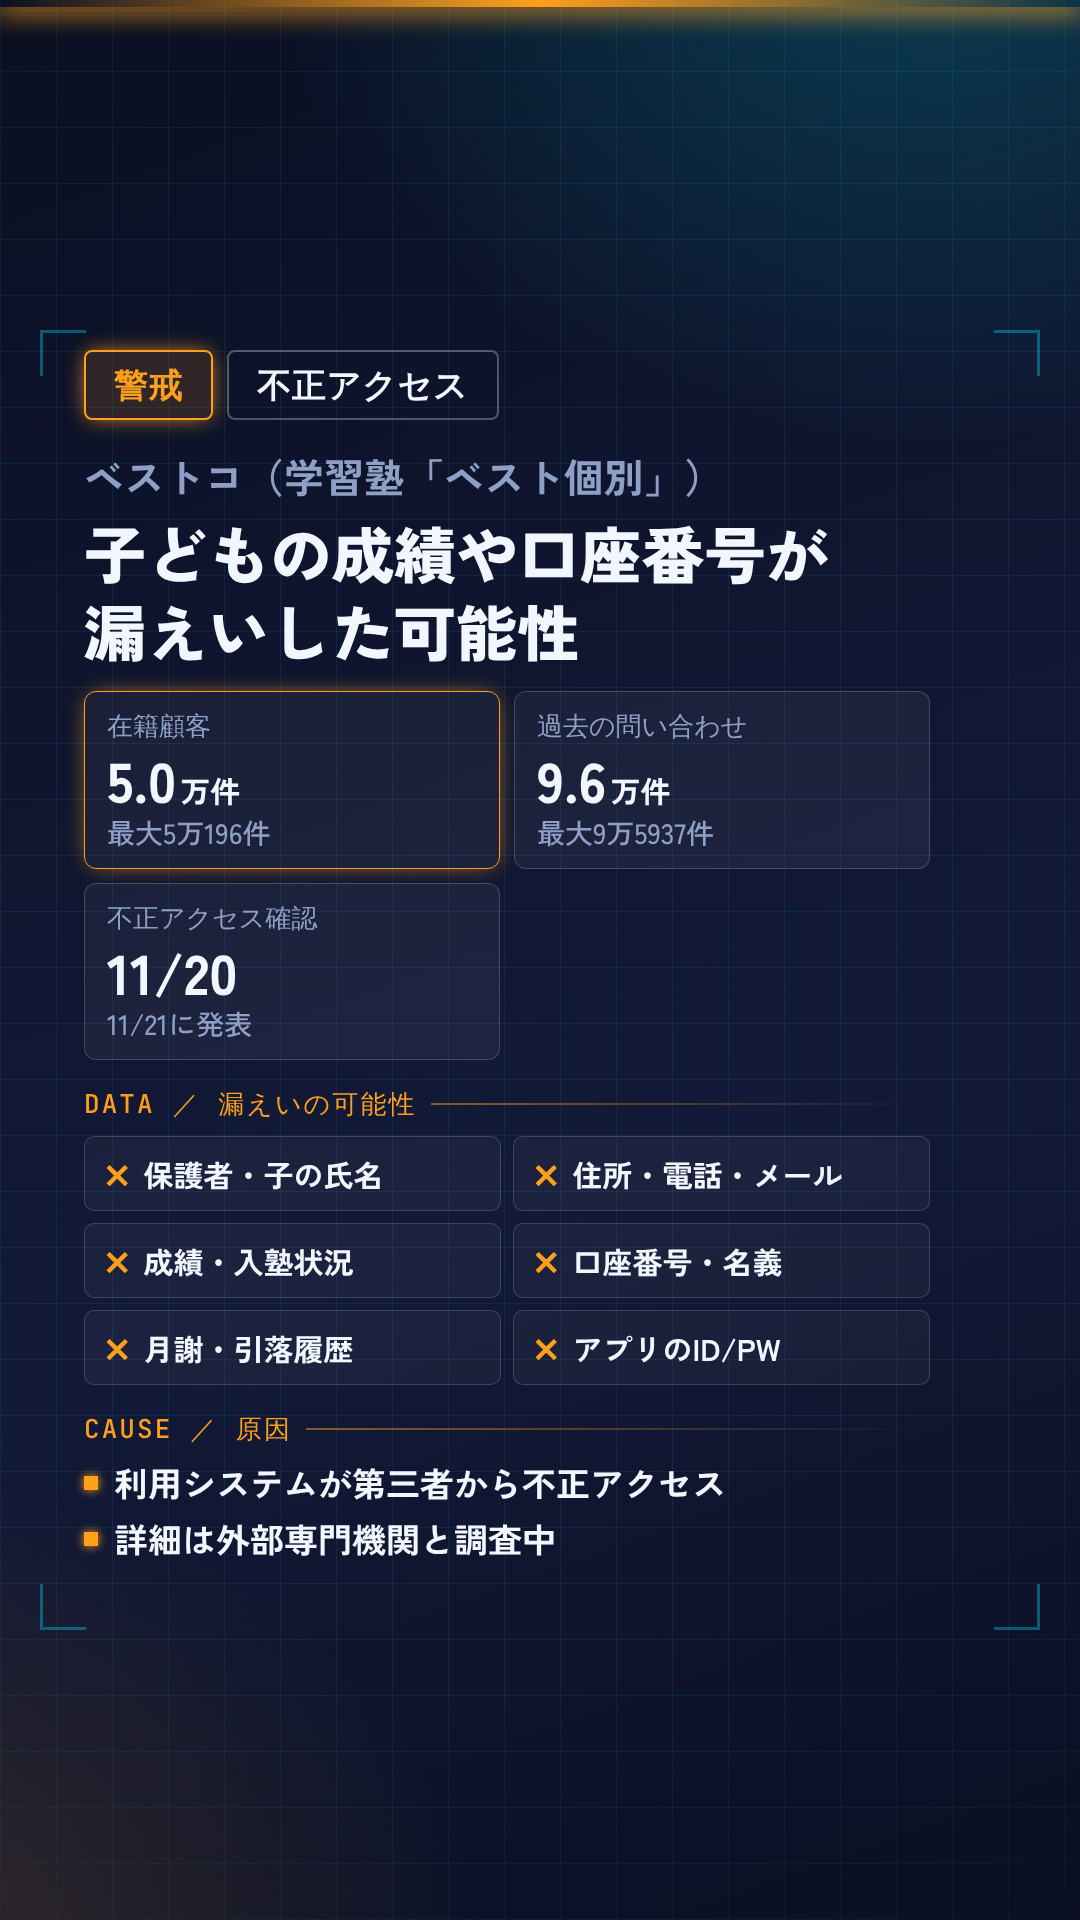 警戒
不正アクセス
ベストコ（学習塾「ベスト個別」）
子どもの成績や口座番号が
漏えいした可能性
在籍顧客
5.0万件
最大5万196件
過去の問い合わせ
9.6万件
最大9万5937件
不正アクセス確認
11/20
11/21に発表
DATA ／ 漏えいの可能性
✕ 保護者・子の氏名
✕ 住所・電話・メール
✕ 成績・入塾状況
✕ 口座番号・名義
✕ 月謝・引落履歴
✕ アプリのID/PW
CAUSE ／ 原因
利用システムが第三者から不正アクセス
詳細は外部専門機関と調査中